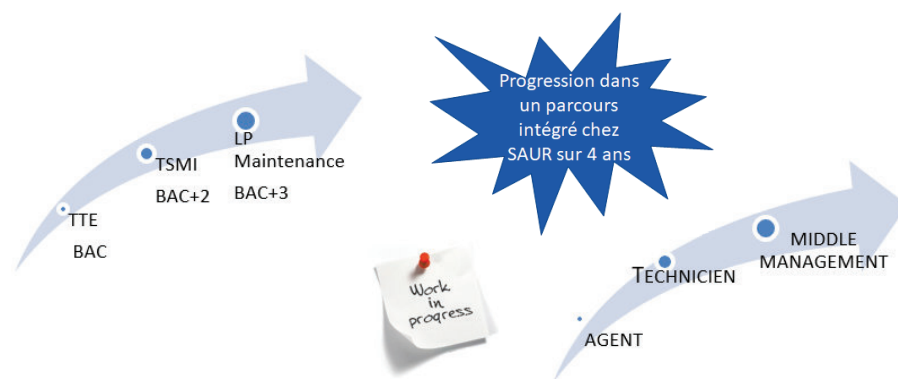 Progression dans
un parcours
intégré chez
SAUR sur 4 ans
LP
Maintenance
BAC+3
TSMI
BAC+2
TTE
BAC
MIDDLE
MANAGEMENT
TECHNICIEN
AGENT
Work
in
progress